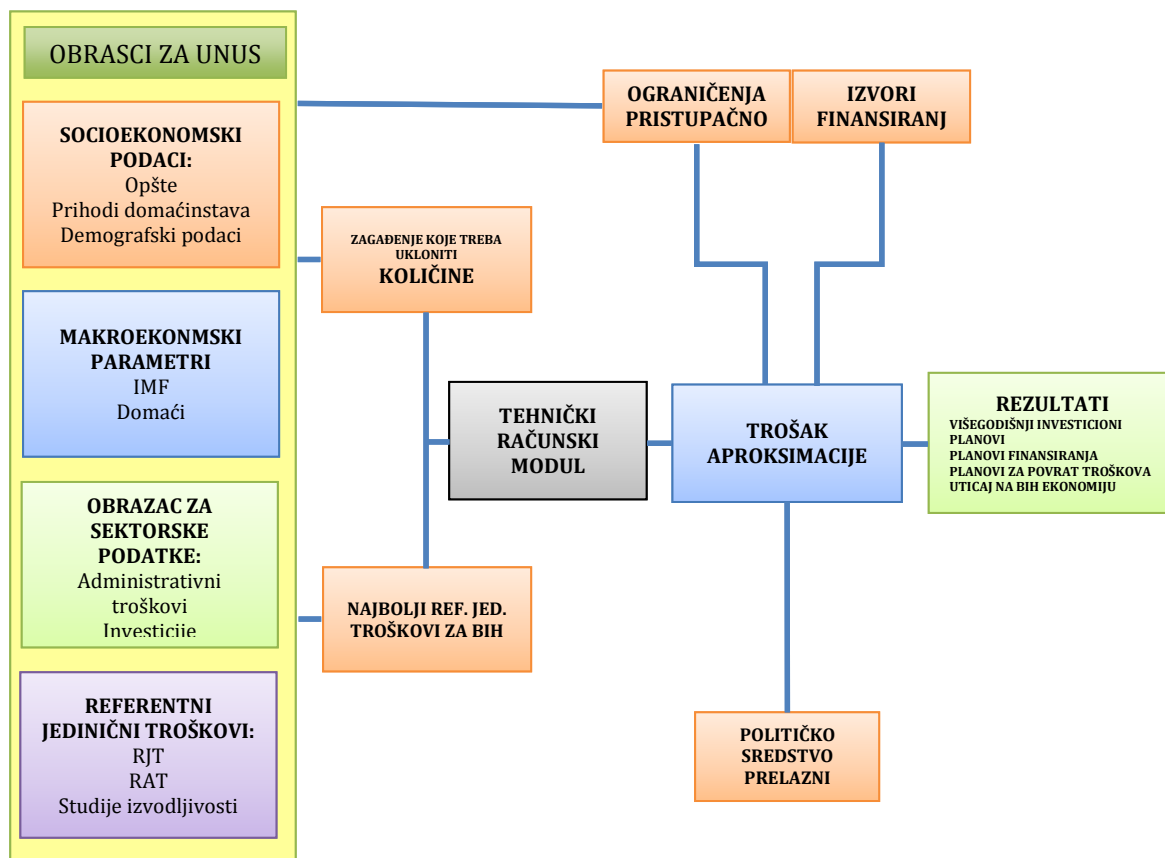 OBRASCI ZA UNUS
SOCIOEKONOMSKI
PODACI:
Opšte
Prihodi domaćinstava
Demografski podaci
MAKROEKONMSKI
PARAMETRI
IMF
Domaći
OBRAZAC ZA
SEKTORSKE
PODATKE:
Administrativni
troškovi
Investicije
REFERENTNI
JEDINIČNI TROŠKOVI:
RJT
RAT
Studije izvodljivosti
ZAGAĐENJE KOJE TREBA
UKLONITI
KOLIČINE
NAJBOLJI REF. JED.
TROŠKOVI ZA BIH
TEHNIČKI
RAČUNSKI
MODUL
OGRANIČENJA
PRISTUPAČNO
IZVORI
FINANSIRANJ
TROŠAK
APROKSIMACIJE
POLITIČKO
SREDSTVO
PRELAZNI
REZULTATI
VIŠEGODIŠNJI INVESTICIONI
PLANOVI
PLANOVI FINANSIRANJA
PLANOVI ZA POVRAT TROŠKOVA
UTICAJ NA BIH EKONOMIJU